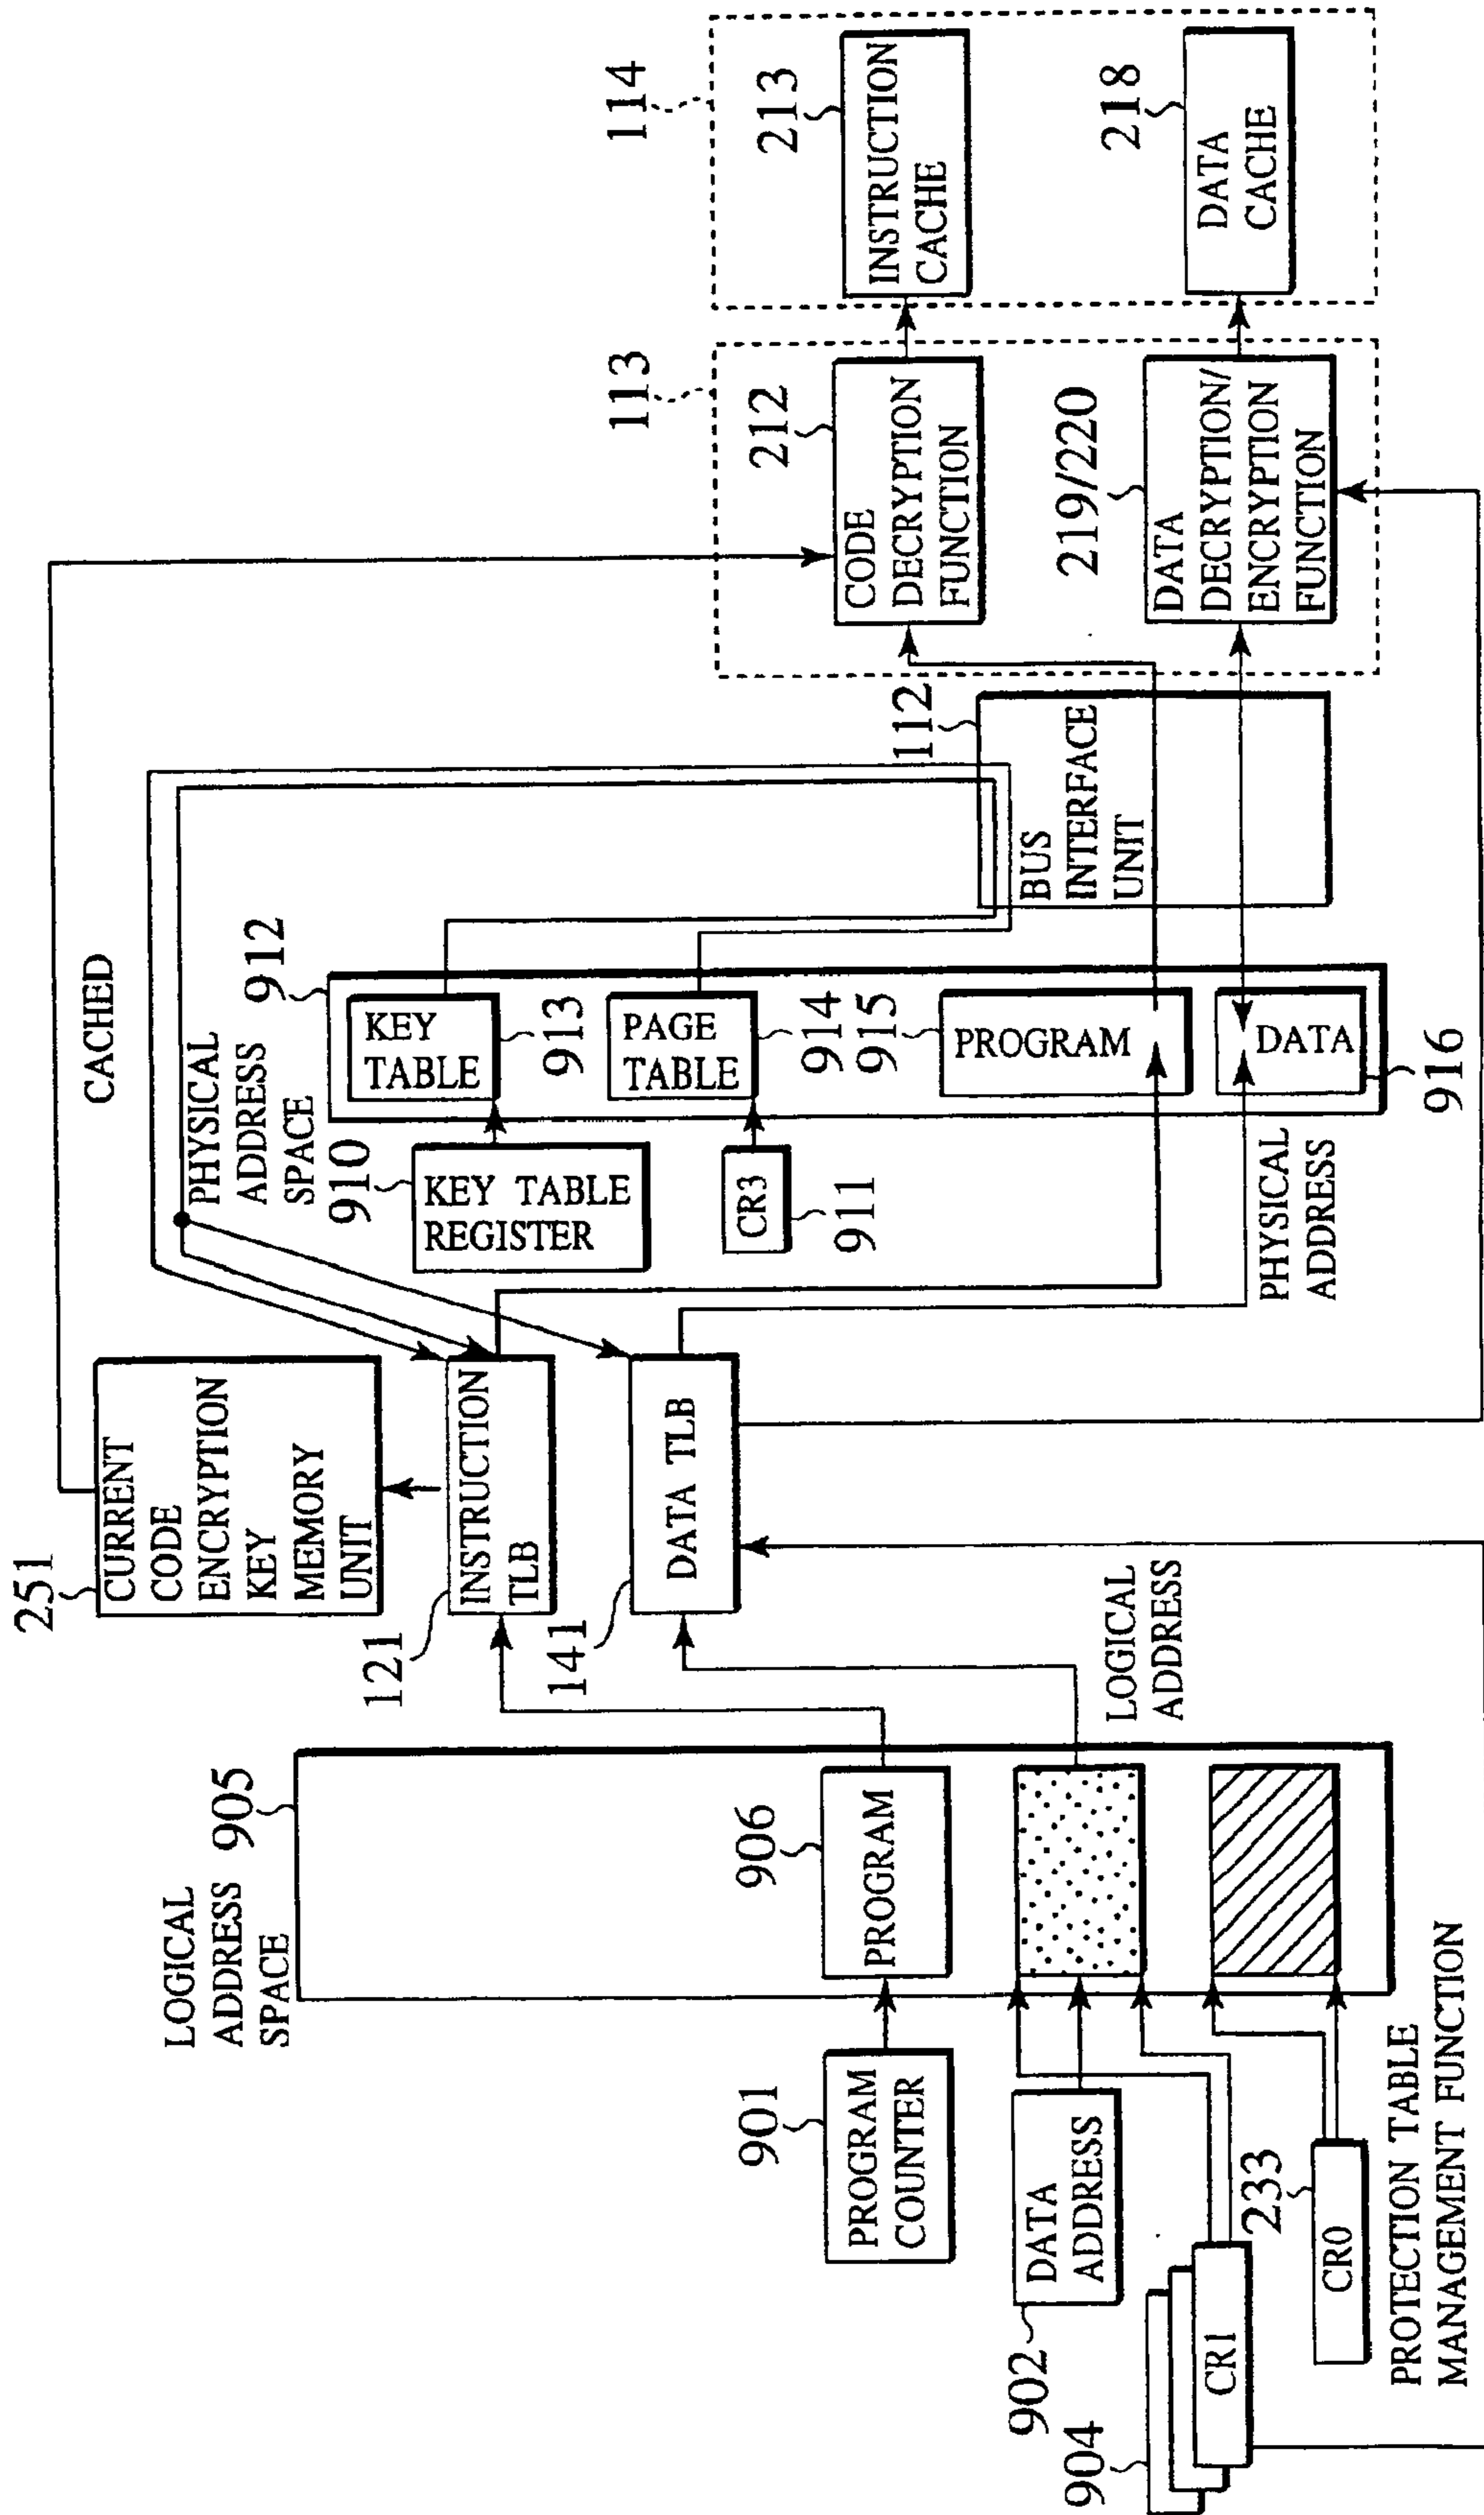 114
213
INSTRUCTION
CACHE
218
DATA
CACHE
113
212
CODE
DECRYPTION
FUNCTION
219/220
DATA
DECRYPTION/
ENCRYPTION
FUNCTION
112
BUS
INTERFACE
UNIT
CACHED
PHYSICAL
ADDRESS
SPACE
912
KEY
TABLE
913
PAGE
TABLE
914
915
PROGRAM
DATA
916
910
KEY TABLE
REGISTER
CR3
911
PHYSICAL
ADDRESS
251
CURRENT
CODE
ENCRYPTION
KEY
MEMORY
UNIT
121
INSTRUCTION
TLB
141
DATA TLB
LOGICAL
ADDRESS
LOGICAL
ADDRESS
SPACE
905
906
PROGRAM
901
PROGRAM
COUNTER
902
DATA
ADDRESS
904
CR1
233
CR0
PROTECTION TABLE
MANAGEMENT FUNCTION